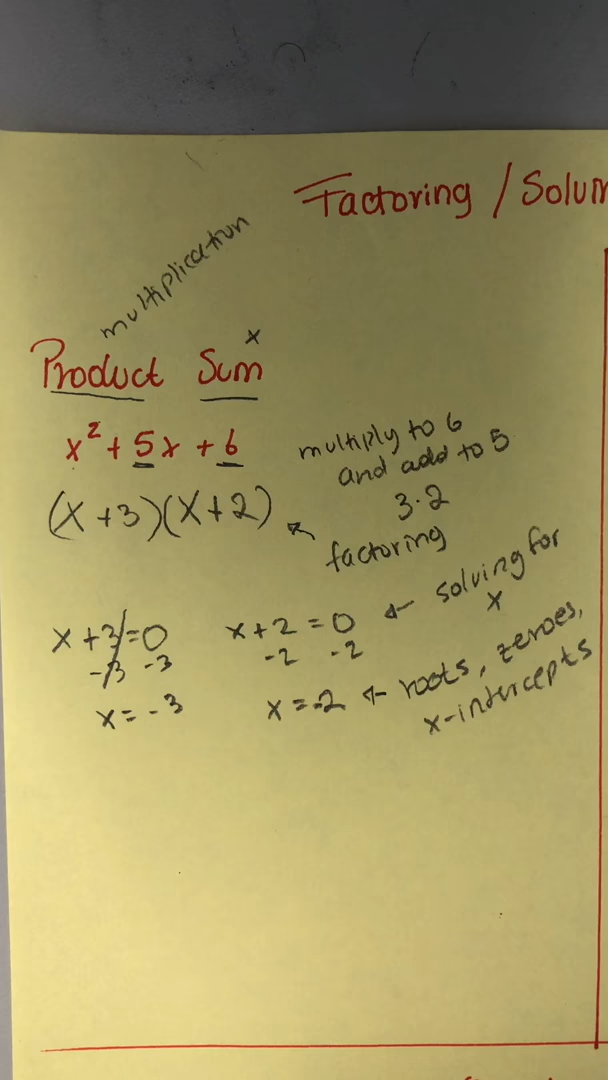 Factoring / Solvin
multiplication
x
Product Sum
x² + 5x + 6
multiply to 6
and add to 5
3·2
(x+3)(x+2)
factoring
x+3=0 x+2=0 ← solving for
x
-3 -3 -2 -2
x=-3 x=-2 ← roots, zeroes,
x-intercepts